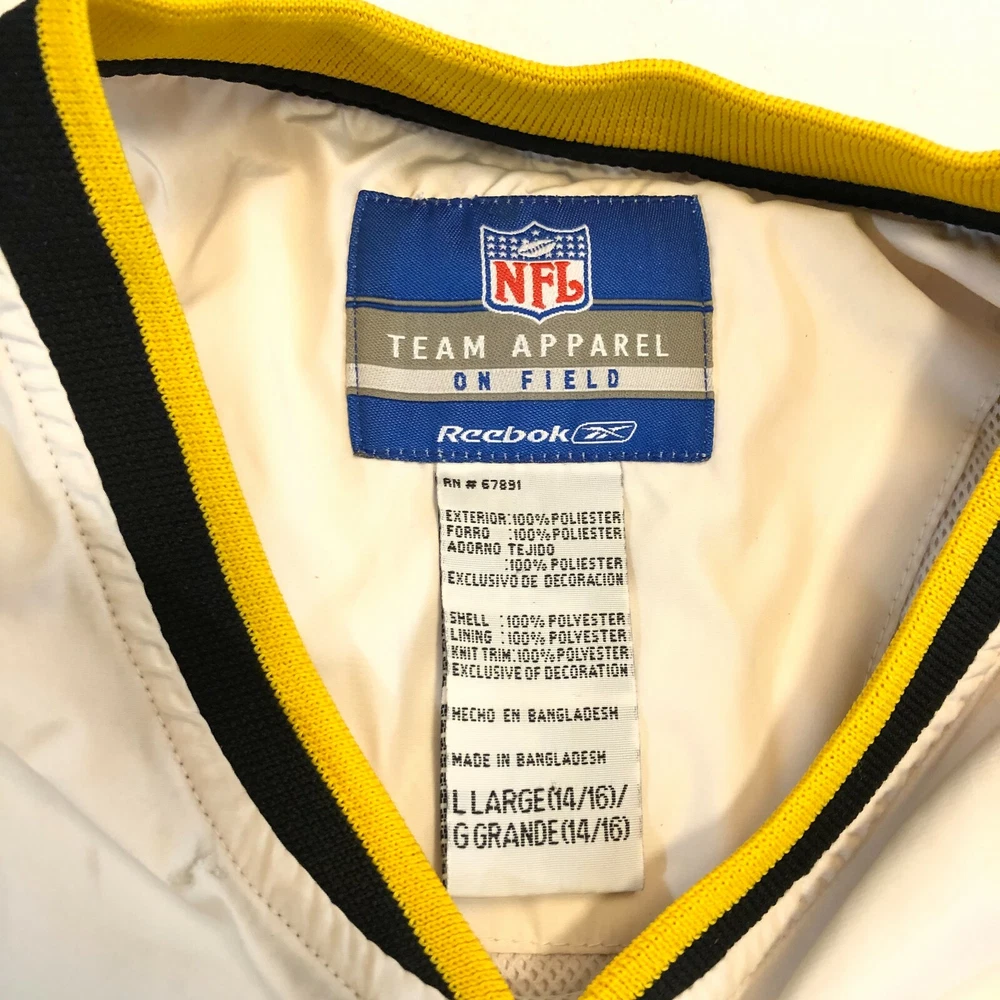 NFL
TEAM APPAREL
ON FIELD
Reebok
RN # 67891
EXTERIOR:100% POLIESTER
FORRO :100% POLIESTER
ADORNO TEJIDO
:100% POLIESTER
EXCLUSIVO DE DECORACION
SHELL :100% POLYESTER
LINING :100% POLYESTER
KNIT TRIM:100% POLYESTER
EXCLUSIVE OF DECORATION
HECHO EN BANGLADESH
MADE IN BANGLADESH
L LARGE(14/16)/
G GRANDE(14/16)